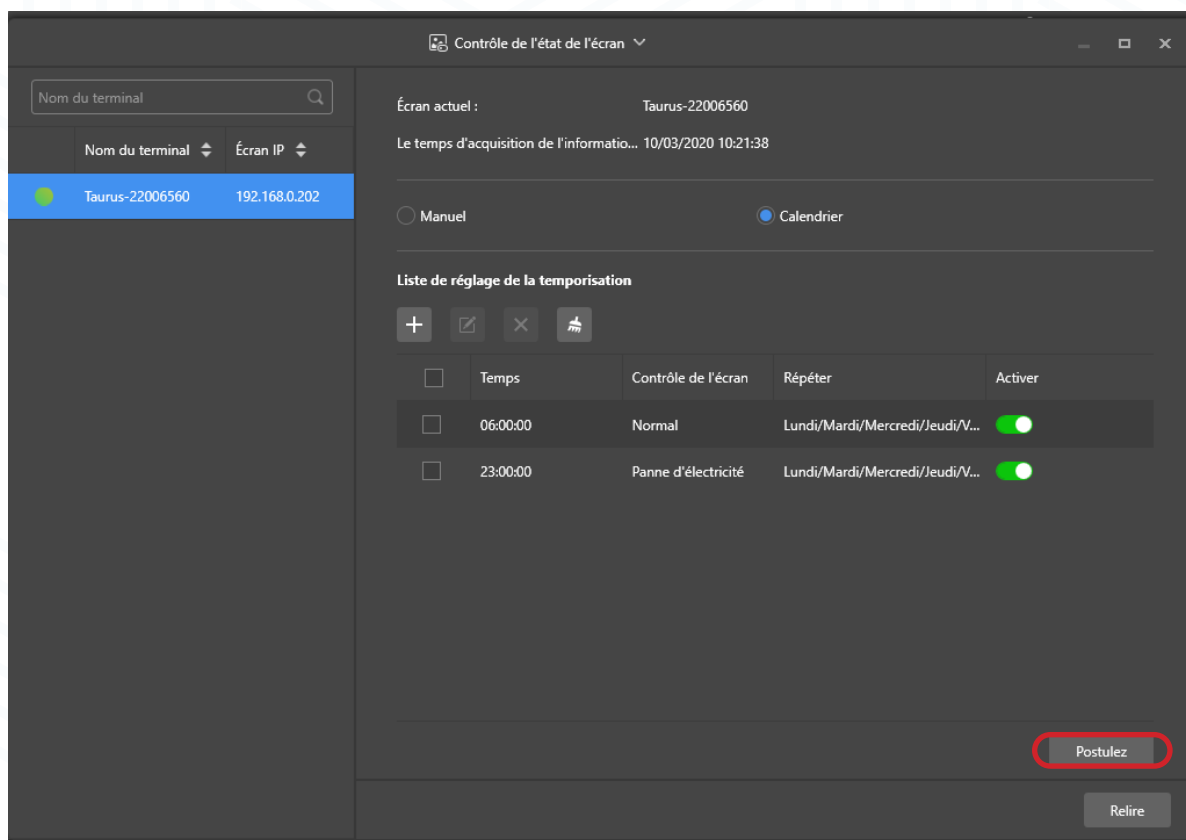 Contrôle de l'état de l'écran
Nom du terminal
Nom du terminal Écran IP
Taurus-22006560 192.168.0.202
Écran actuel : Taurus-22006560
Le temps d'acquisition de l'informatio... 10/03/2020 10:21:38
Manuel Calendrier
Liste de réglage de la temporisation
Temps Contrôle de l'écran Répéter Activer
06:00:00 Normal Lundi/Mardi/Mercredi/Jeudi/V...
23:00:00 Panne d'électricité Lundi/Mardi/Mercredi/Jeudi/V...
Postulez
Relire